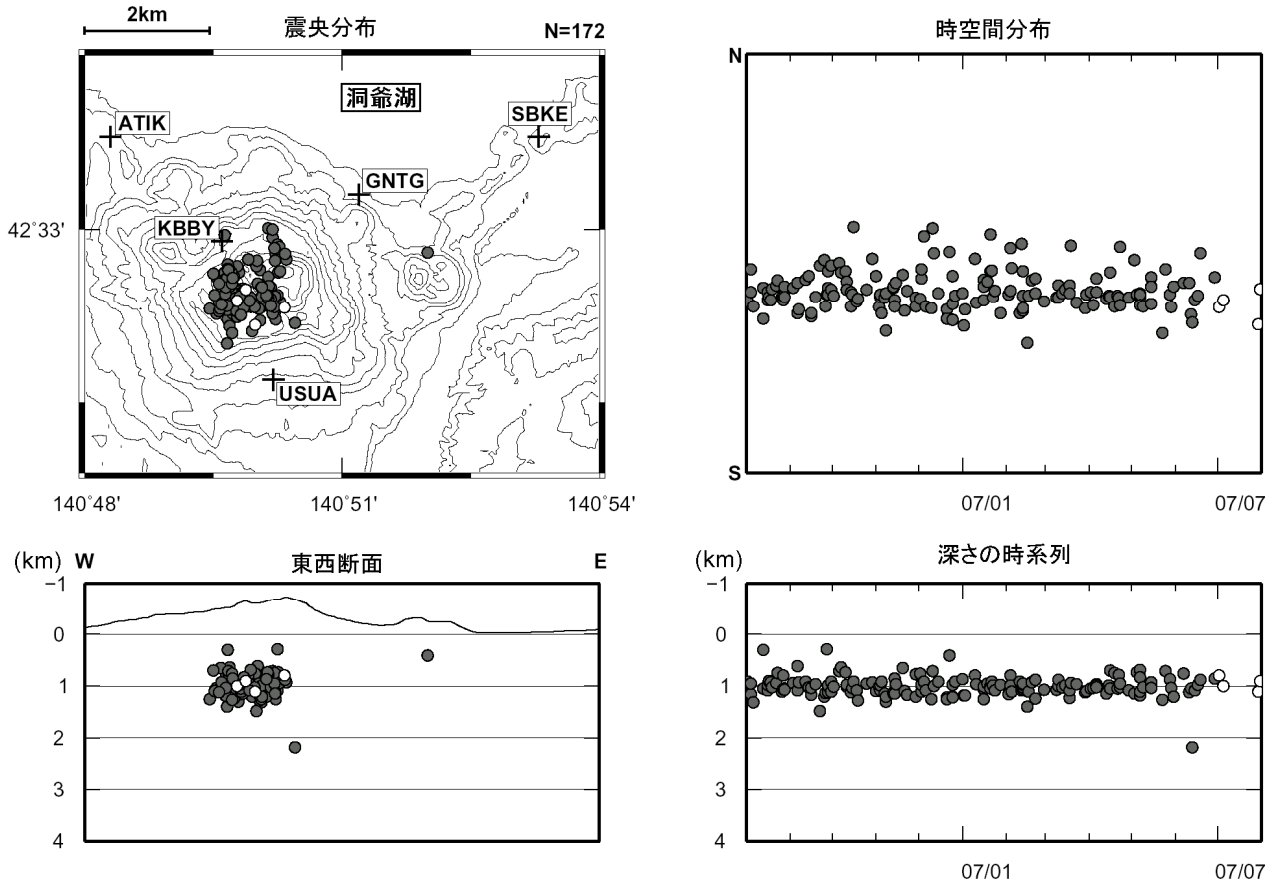 2km
震央分布
N=172
洞爺湖
ATIK
SBKE
GNTG
KBBY
USUA
42°33'
140°48'
140°51'
140°54'
時空間分布
N
S
07/01
07/07
(km)
W
東西断面
E
−1
0
1
2
3
4
(km)
深さの時系列
−1
0
1
2
3
4
07/01
07/07